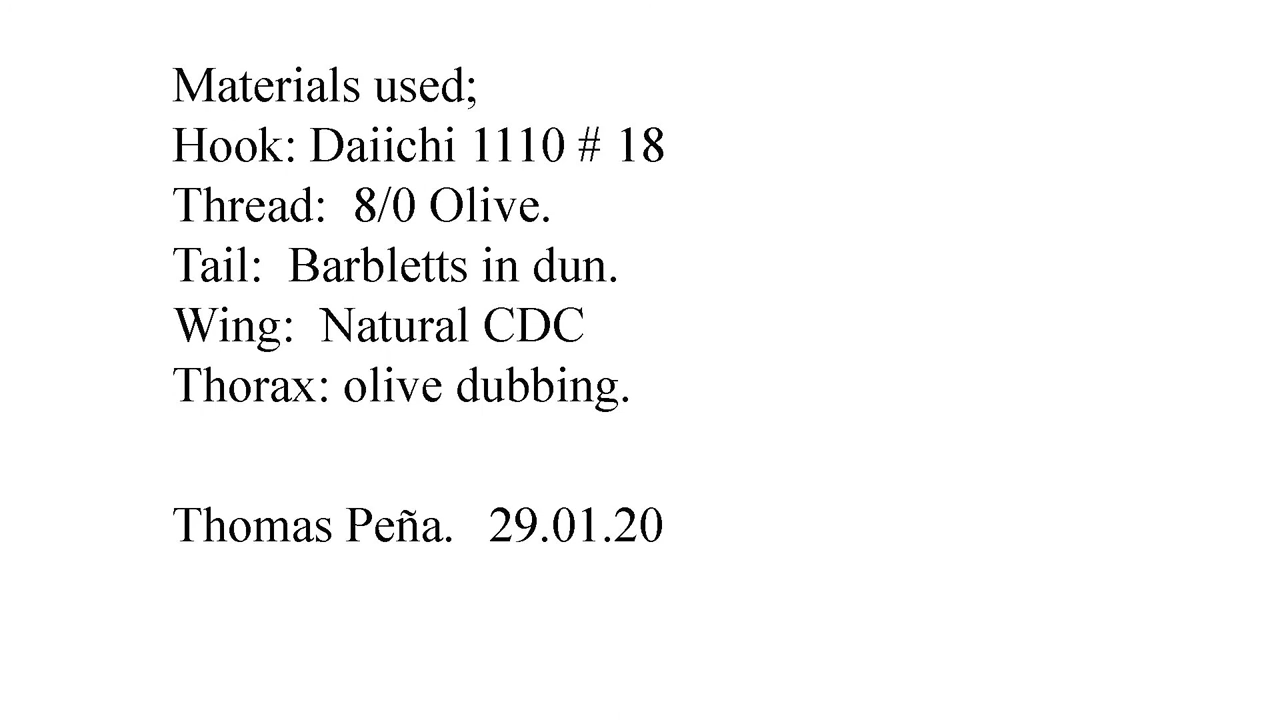 Materials used;
Hook: Daiichi 1110 # 18
Thread:  8/0 Olive.
Tail:  Barbletts in dun.
Wing:  Natural CDC
Thorax: olive dubbing.
Thomas Peña.   29.01.20